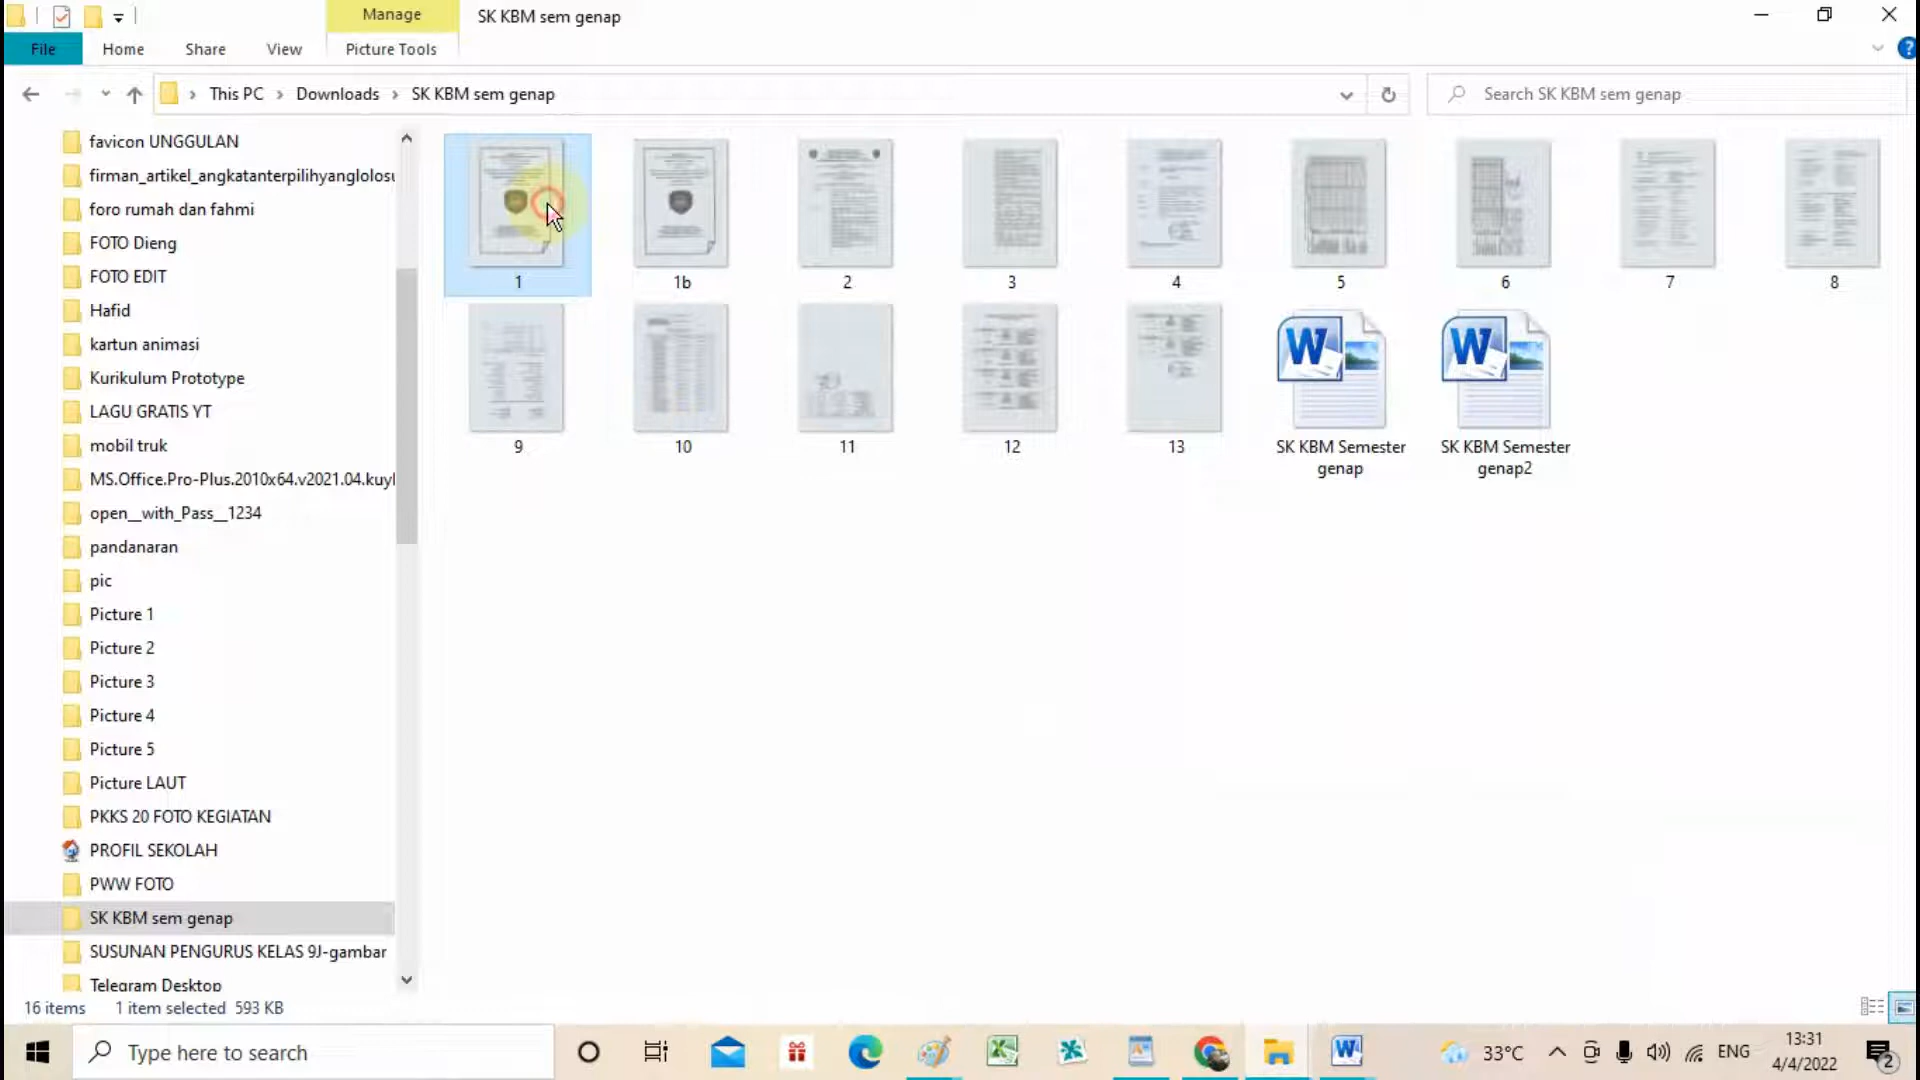 Manage
SK KBM sem genap
File
Home
Share
View
Picture Tools
This PC
Downloads
SK KBM sem genap
Search SK KBM sem genap
favicon UNGGULAN
firman_artikel_angkatanterpilihyanglolos
foro rumah dan fahmi
FOTO Dieng
FOTO EDIT
Hafid
kartun animasi
Kurikulum Prototype
LAGU GRATIS YT
mobil truk
MS.Office.Pro-Plus.2010x64.v2021.04.kuy
open__with_Pass__1234
pandanaran
pic
Picture 1
Picture 2
Picture 3
Picture 4
Picture 5
Picture LAUT
PKKS 20 FOTO KEGIATAN
PROFIL SEKOLAH
PWW FOTO
SK KBM sem genap
SUSUNAN PENGURUS KELAS 9J-gambar
Telegram Desktop
1
1b
2
3
4
5
6
7
8
9
10
11
12
13
SK KBM Semester
genap
SK KBM Semester
genap2
16 items
1 item selected 593 KB
Type here to search
33°C
ENG
13:31
4/4/2022
2